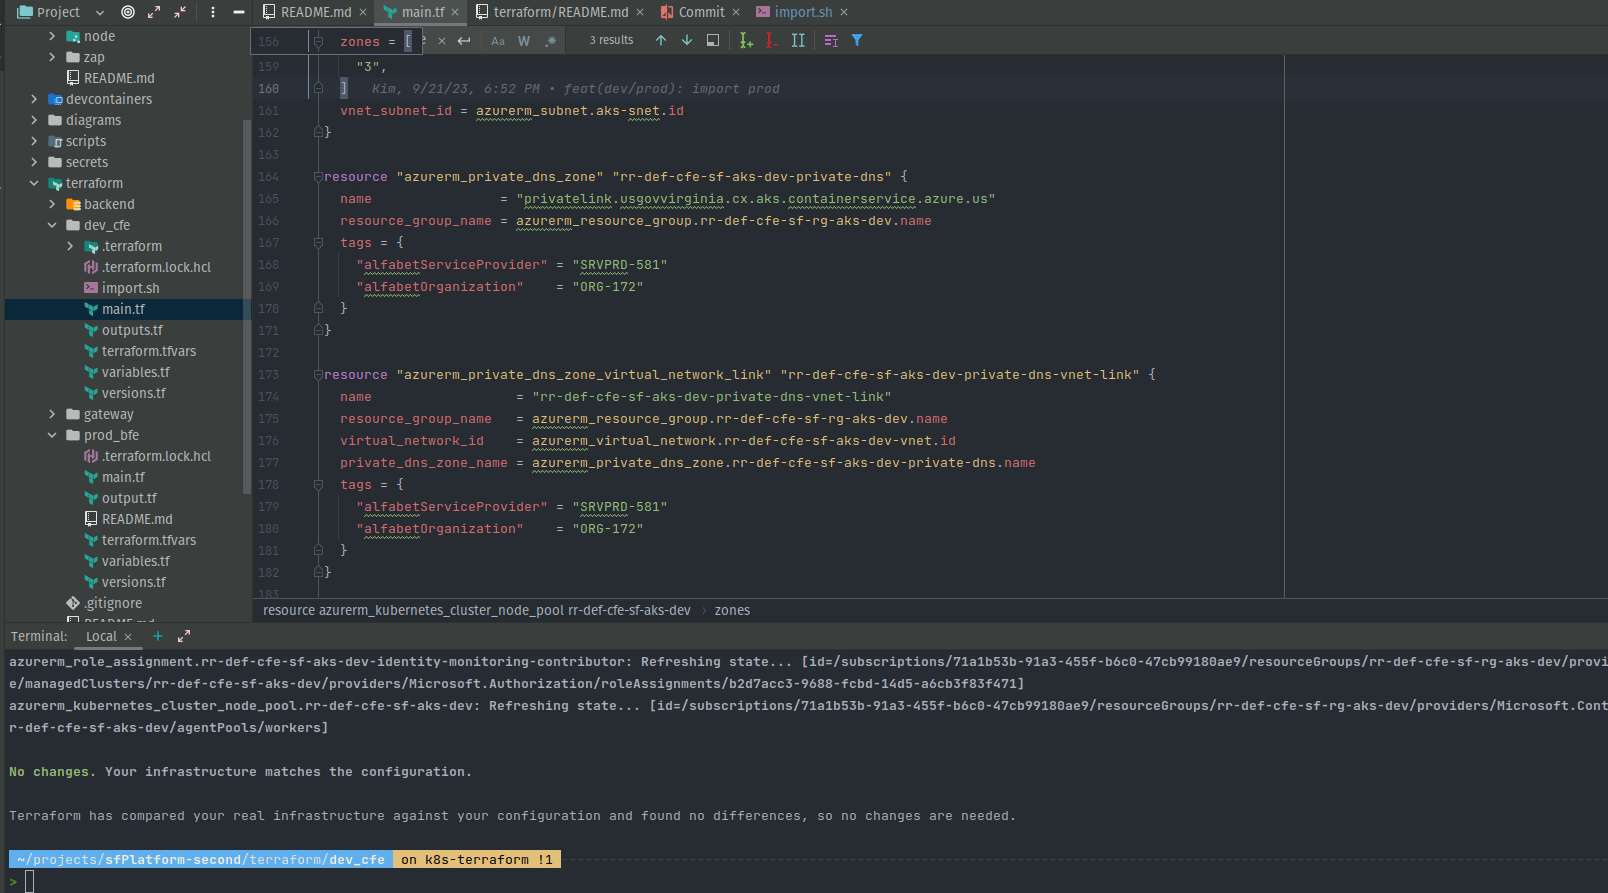 Project
README.md
main.tf
terraform/README.md
Commit
import.sh
node
zap
README.md
devcontainers
diagrams
scripts
secrets
terraform
backend
dev_cfe
.terraform
.terraform.lock.hcl
import.sh
main.tf
outputs.tf
terraform.tfvars
variables.tf
versions.tf
gateway
prod_bfe
.terraform.lock.hcl
main.tf
output.tf
README.md
terraform.tfvars
variables.tf
versions.tf
.gitignore
README.md
156 zones = [
Aa W .* 3 results
159 "3",
160 ] Kim, 9/21/23, 6:52 PM • feat(dev/prod): import prod
161 vnet_subnet_id = azurerm_subnet.aks-snet.id
162 }
163
164 resource "azurerm_private_dns_zone" "rr-def-cfe-sf-aks-dev-private-dns" {
165 name = "privatelink.usgovvirginia.cx.aks.containerservice.azure.us"
166 resource_group_name = azurerm_resource_group.rr-def-cfe-sf-rg-aks-dev.name
167 tags = {
168 "alfabetServiceProvider" = "SRVPRD-581"
169 "alfabetOrganization" = "ORG-172"
170 }
171 }
172
173 resource "azurerm_private_dns_zone_virtual_network_link" "rr-def-cfe-sf-aks-dev-private-dns-vnet-link" {
174 name = "rr-def-cfe-sf-aks-dev-private-dns-vnet-link"
175 resource_group_name = azurerm_resource_group.rr-def-cfe-sf-rg-aks-dev.name
176 virtual_network_id = azurerm_virtual_network.rr-def-cfe-sf-aks-dev-vnet.id
177 private_dns_zone_name = azurerm_private_dns_zone.rr-def-cfe-sf-aks-dev-private-dns.name
178 tags = {
179 "alfabetServiceProvider" = "SRVPRD-581"
180 "alfabetOrganization" = "ORG-172"
181 }
182 }
183
resource azurerm_kubernetes_cluster_node_pool rr-def-cfe-sf-aks-dev › zones
Terminal: Local
azurerm_role_assignment.rr-def-cfe-sf-aks-dev-identity-monitoring-contributor: Refreshing state... [id=/subscriptions/71a1b53b-91a3-455f-b6c0-47cb99180ae9/resourceGroups/rr-def-cfe-sf-rg-aks-dev/provi
e/managedClusters/rr-def-cfe-sf-aks-dev/providers/Microsoft.Authorization/roleAssignments/b2d7acc3-9688-fcbd-14d5-a6cb3f83f471]
azurerm_kubernetes_cluster_node_pool.rr-def-cfe-sf-aks-dev: Refreshing state... [id=/subscriptions/71a1b53b-91a3-455f-b6c0-47cb99180ae9/resourceGroups/rr-def-cfe-sf-rg-aks-dev/providers/Microsoft.Cont
r-def-cfe-sf-aks-dev/agentPools/workers]
No changes. Your infrastructure matches the configuration.
Terraform has compared your real infrastructure against your configuration and found no differences, so no changes are needed.
~/projects/sfPlatform-second/terraform/dev_cfe on k8s-terraform !1
>